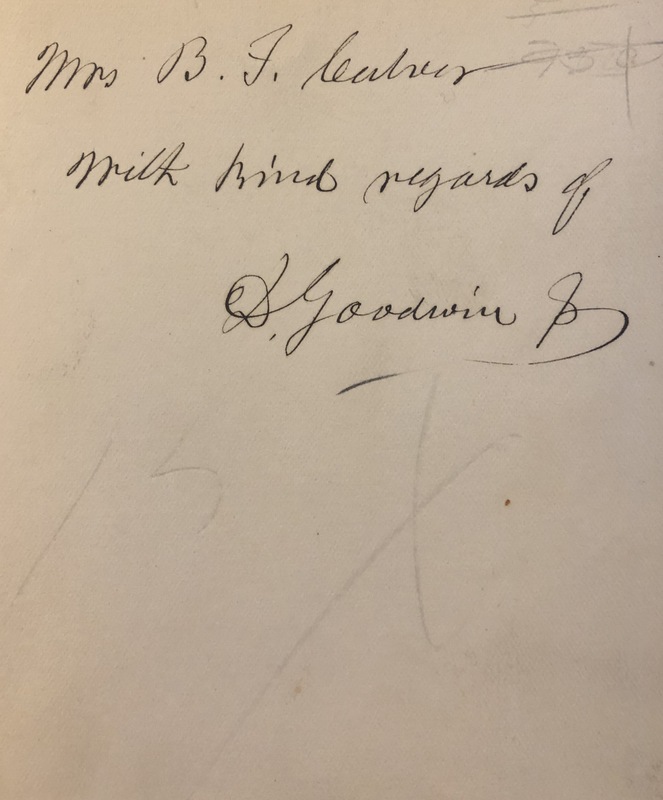 Mrs B. F. Culver
With kind regards of
D. Goodwin Jr